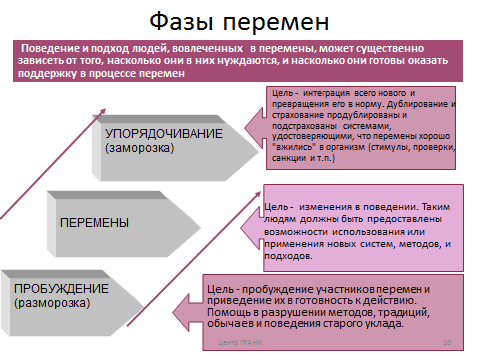 Фазы перемен
Поведение и подход людей, вовлеченных в перемены, может существенно
зависеть от того, насколько они в них нуждаются, и насколько они готовы оказать
поддержку в процессе перемен
Цель - интеграция всего нового и
превращения его в норму. Дублирование и
страхование продублированы и
подстрахованы системами,
удостоверяющими, что перемены хорошо
"вжились" в организм (стимулы, проверки,
санкции и т.п.)
УПОРЯДОЧИВАНИЕ
(заморозка)
Цель - изменения в поведении. Таким
людям должны быть предоставлены
возможности использования или
применения новых систем, методов, и
подходов.
ПЕРЕМЕНЫ
ПРОБУЖДЕНИЕ
(разморозка)
Цель - пробуждение участников перемен и
приведение их в готовность к действию.
Помощь в разрушении методов, традиций,
обычаев и поведения старого уклада.
Центр ГРАНИ
10